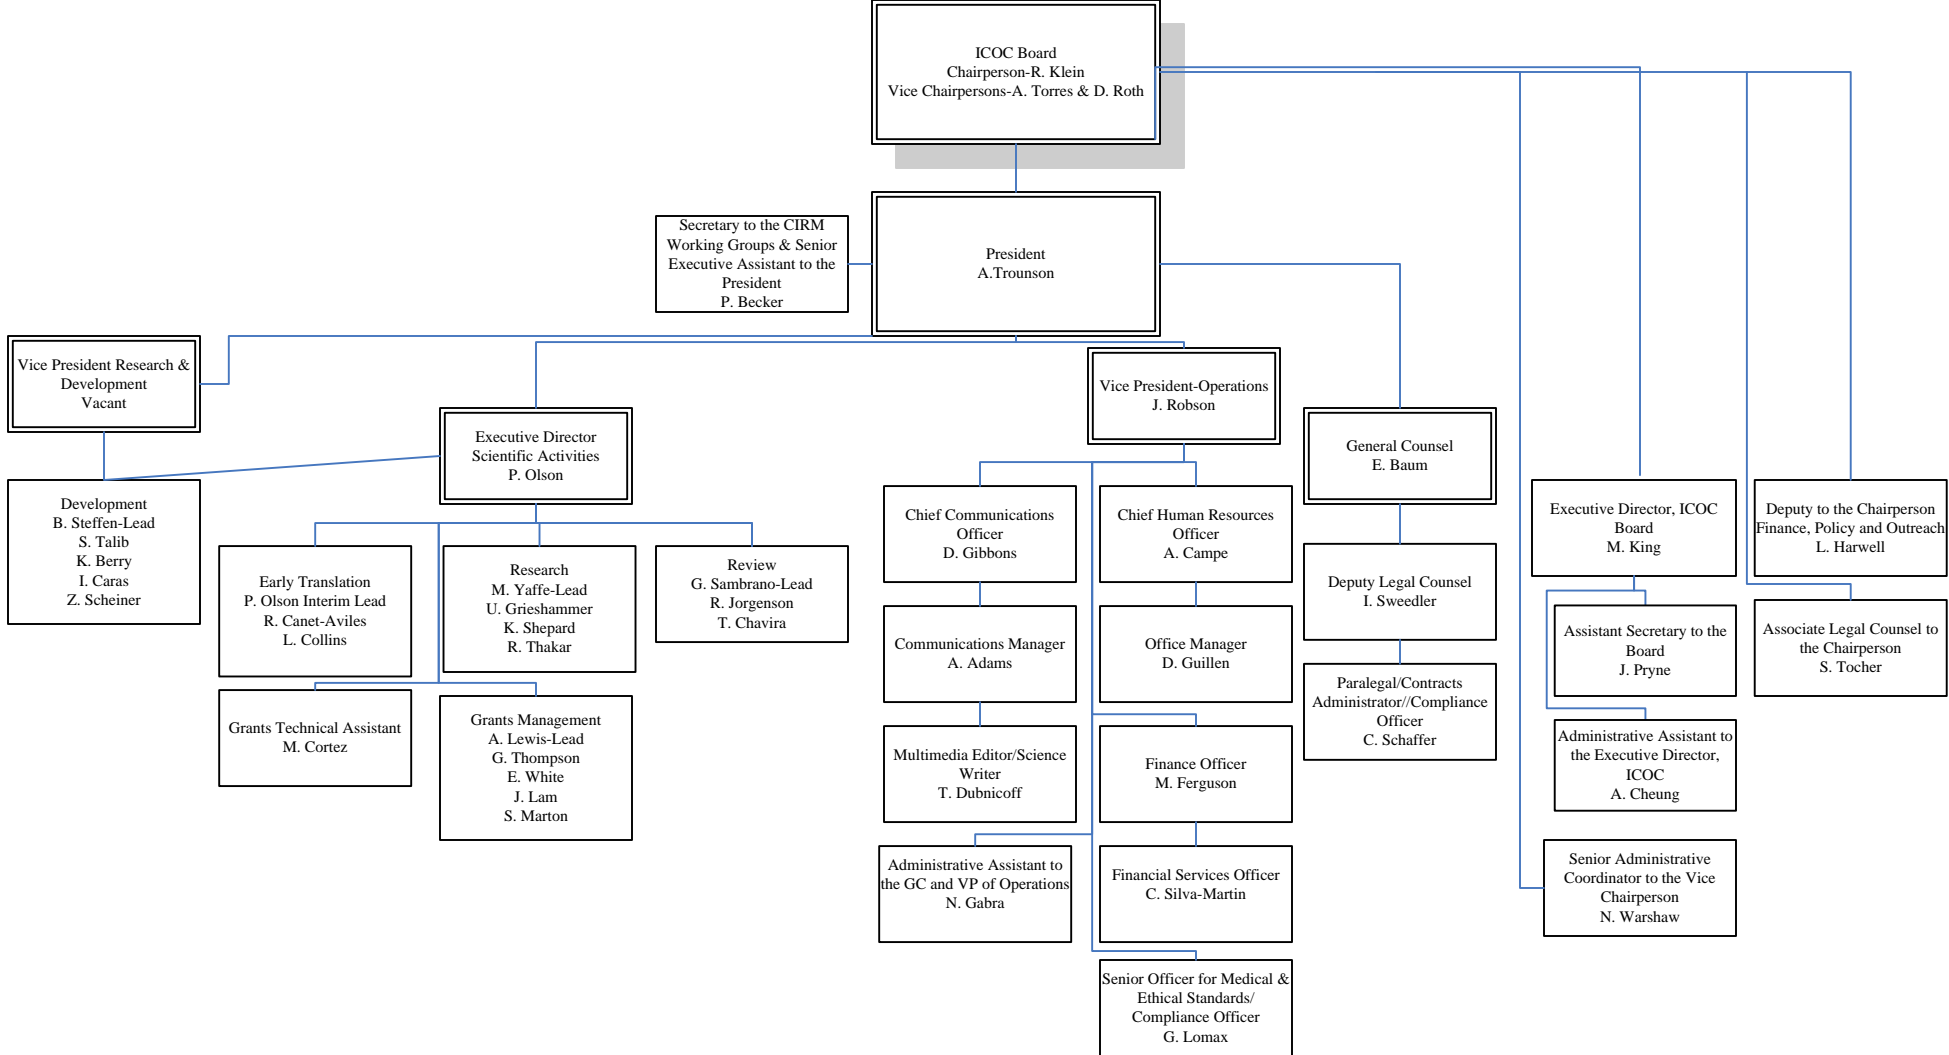 ICOC Board
Chairperson-R. Klein
Vice Chairpersons-A. Torres & D. Roth
Secretary to the CIRM
Working Groups & Senior
Executive Assistant to the
President
P. Becker
President
A.Trounson
Vice President Research &
Development
Vacant
Executive Director
Scientific Activities
P. Olson
Vice President-Operations
J. Robson
General Counsel
E. Baum
Development
B. Steffen-Lead
S. Talib
K. Berry
I. Caras
Z. Scheiner
Early Translation
P. Olson Interim Lead
R. Canet-Aviles
L. Collins
Research
M. Yaffe-Lead
U. Grieshammer
K. Shepard
R. Thakar
Review
G. Sambrano-Lead
R. Jorgenson
T. Chavira
Grants Technical Assistant
M. Cortez
Grants Management
A. Lewis-Lead
G. Thompson
E. White
J. Lam
S. Marton
Chief Communications
Officer
D. Gibbons
Chief Human Resources
Officer
A. Campe
Communications Manager
A. Adams
Office Manager
D. Guillen
Multimedia Editor/Science
Writer
T. Dubnicoff
Finance Officer
M. Ferguson
Administrative Assistant to
the GC and VP of Operations
N. Gabra
Financial Services Officer
C. Silva-Martin
Senior Officer for Medical &
Ethical Standards/
Compliance Officer
G. Lomax
Deputy Legal Counsel
I. Sweedler
Paralegal/Contracts
Administrator//Compliance
Officer
C. Schaffer
Executive Director, ICOC
Board
M. King
Deputy to the Chairperson
Finance, Policy and Outreach
L. Harwell
Assistant Secretary to the
Board
J. Pryne
Associate Legal Counsel to
the Chairperson
S. Tocher
Administrative Assistant to
the Executive Director,
ICOC
A. Cheung
Senior Administrative
Coordinator to the Vice
Chairperson
N. Warshaw